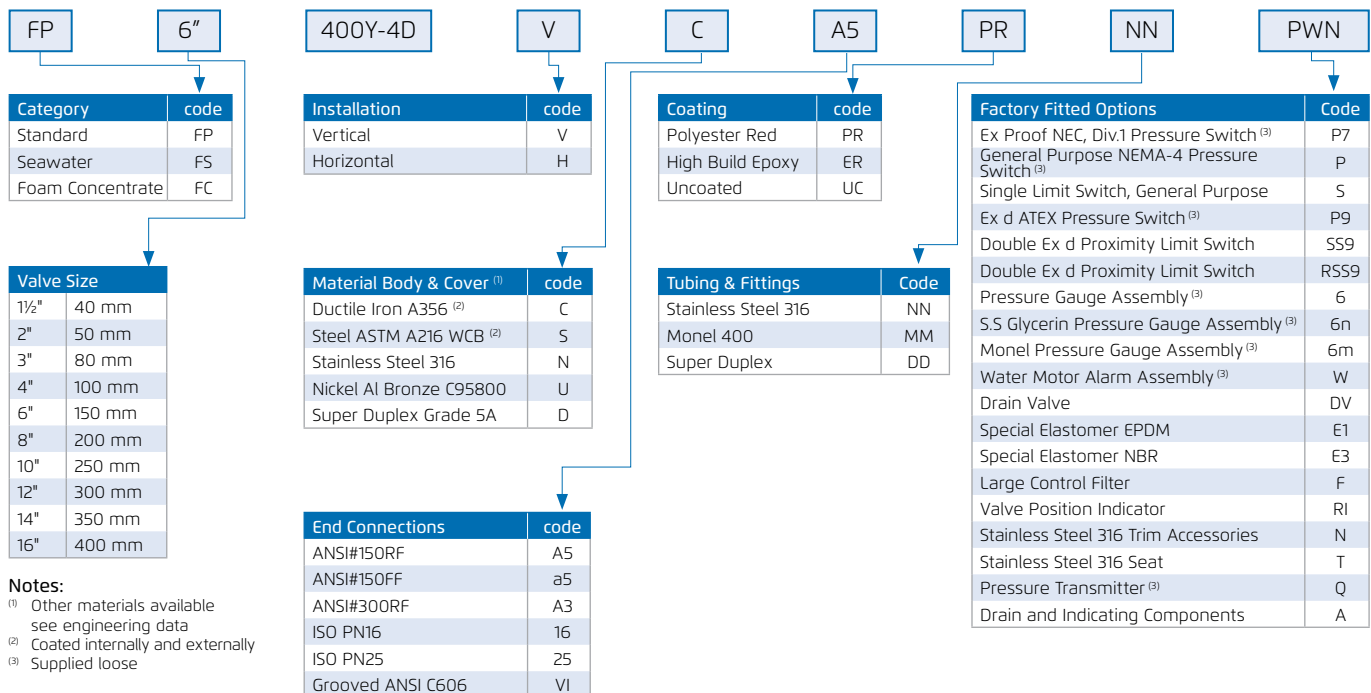 FP 6" 400Y-4D V C A5 PR NN PWN
Category code
Standard FP
Seawater FS
Foam Concentrate FC
Valve Size
1½" 40 mm
2" 50 mm
3" 80 mm
4" 100 mm
6" 150 mm
8" 200 mm
10" 250 mm
12" 300 mm
14" 350 mm
16" 400 mm
Notes:
(1) Other materials available
see engineering data
(2) Coated internally and externally
(3) Supplied loose
Installation code
Vertical V
Horizontal H
Material Body & Cover (1) code
Ductile Iron A356 (2) C
Steel ASTM A216 WCB (2) S
Stainless Steel 316 N
Nickel Al Bronze C95800 U
Super Duplex Grade 5A D
End Connections code
ANSI#150RF A5
ANSI#150FF a5
ANSI#300RF A3
ISO PN16 16
ISO PN25 25
Grooved ANSI C606 VI
Coating code
Polyester Red PR
High Build Epoxy ER
Uncoated UC
Tubing & Fittings Code
Stainless Steel 316 NN
Monel 400 MM
Super Duplex DD
Factory Fitted Options Code
Ex Proof NEC, Div.1 Pressure Switch (3) P7
General Purpose NEMA-4 Pressure
Switch (3) P
Single Limit Switch, General Purpose S
Ex d ATEX Pressure Switch (3) P9
Double Ex d Proximity Limit Switch SS9
Double Ex d Proximity Limit Switch RSS9
Pressure Gauge Assembly (3) 6
S.S Glycerin Pressure Gauge Assembly (3) 6n
Monel Pressure Gauge Assembly (3) 6m
Water Motor Alarm Assembly (3) W
Drain Valve DV
Special Elastomer EPDM E1
Special Elastomer NBR E3
Large Control Filter F
Valve Position Indicator RI
Stainless Steel 316 Trim Accessories N
Stainless Steel 316 Seat T
Pressure Transmitter (3) Q
Drain and Indicating Components A